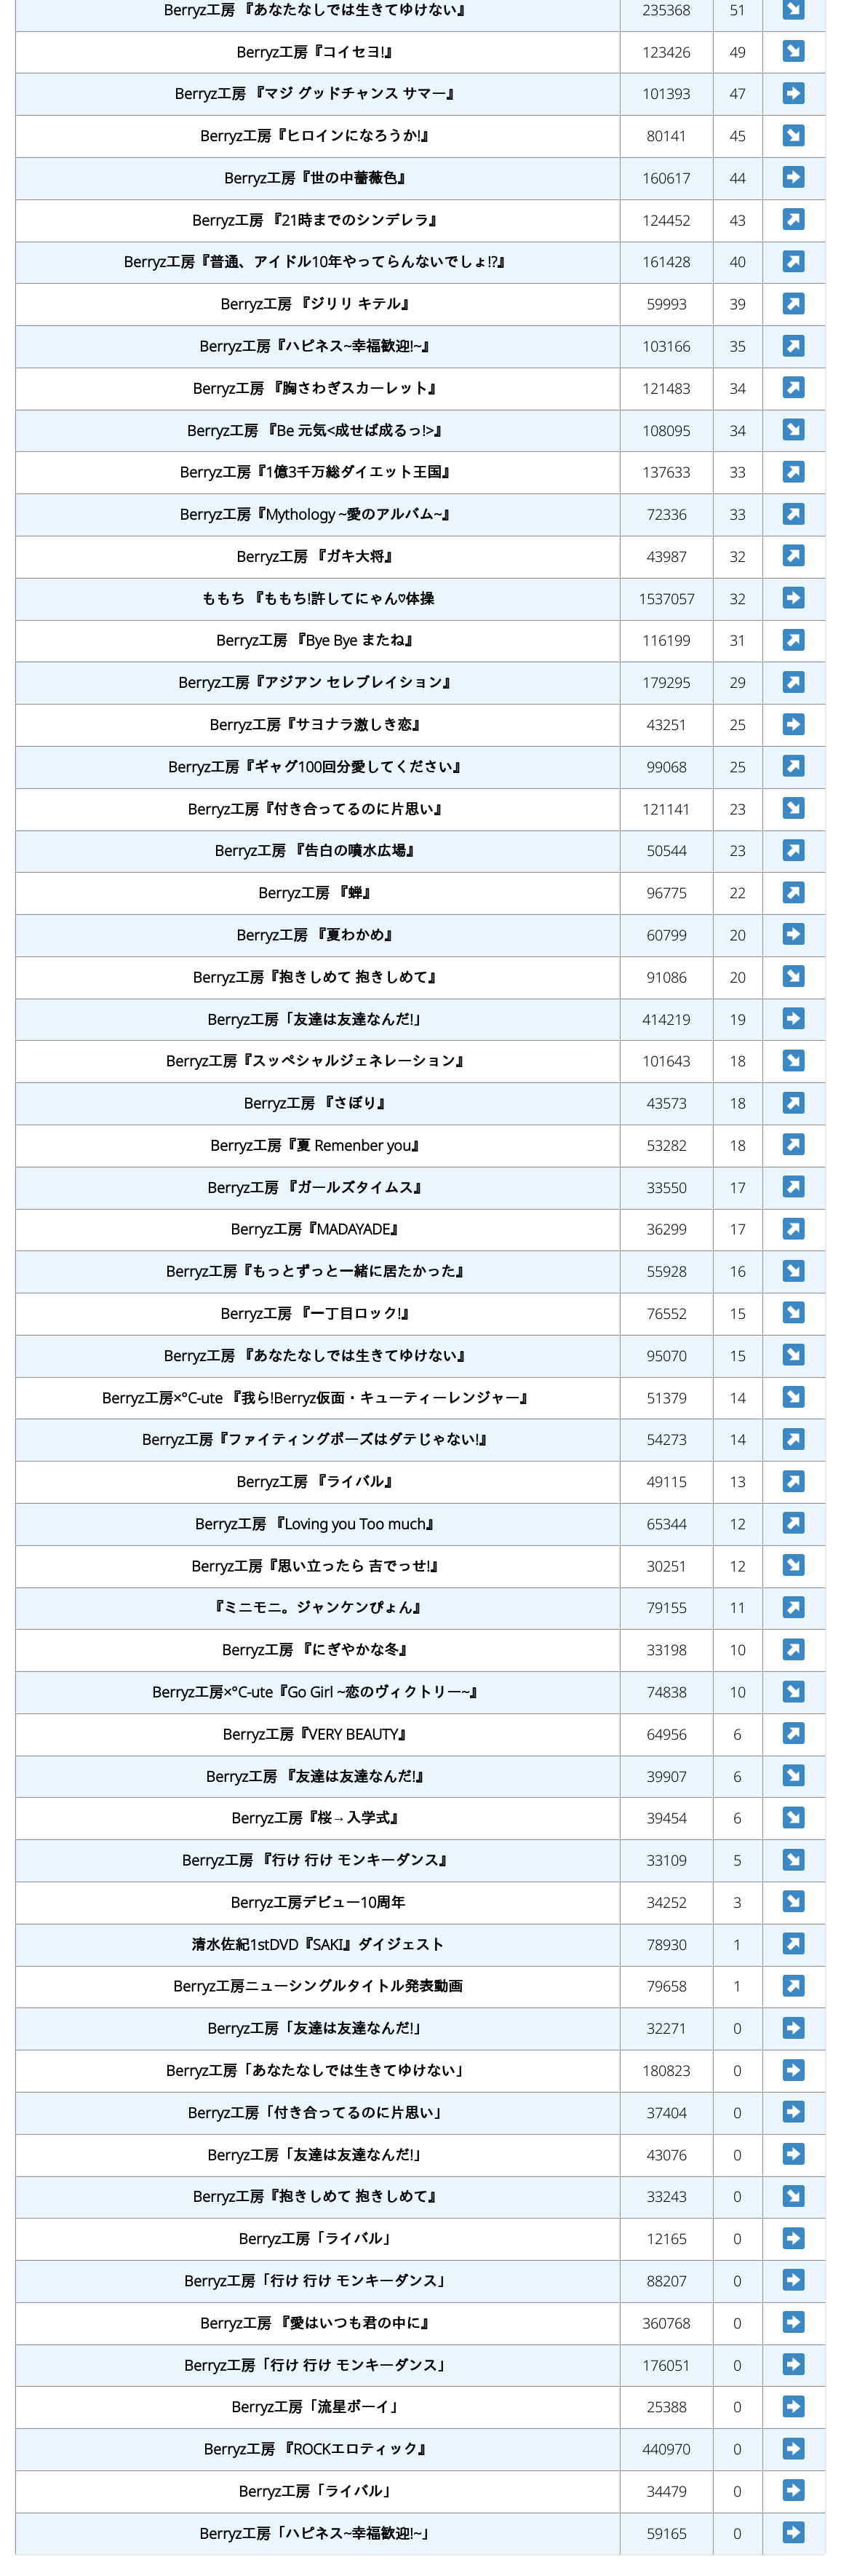 Berryz工房 『あなたなしでは生きてゆけない』 235368 51 ↘
Berryz工房『コイセヨ!』 123426 49 ↘
Berryz工房 『マジ グッドチャンス サマー』 101393 47 ➡
Berryz工房『ヒロインになろうか!』 80141 45 ↘
Berryz工房『世の中薔薇色』 160617 44 ➡
Berryz工房 『21時までのシンデレラ』 124452 43 ↗
Berryz工房『普通、アイドル10年やってらんないでしょ!?』 161428 40 ↗
Berryz工房 『ジリリ キテル』 59993 39 ↗
Berryz工房『ハピネス~幸福歓迎!~』 103166 35 ↗
Berryz工房 『胸さわぎスカーレット』 121483 34 ↗
Berryz工房 『Be 元気<成せば成るっ!>』 108095 34 ↘
Berryz工房『1億3千万総ダイエット王国』 137633 33 ↗
Berryz工房『Mythology ~愛のアルバム~』 72336 33 ↗
Berryz工房 『ガキ大将』 43987 32 ↗
ももち 『ももち!許してにゃん♡体操 1537057 32 ➡
Berryz工房 『Bye Bye またね』 116199 31 ↗
Berryz工房『アジアン セレブレイション』 179295 29 ↗
Berryz工房『サヨナラ激しき恋』 43251 25 ➡
Berryz工房『ギャグ100回分愛してください』 99068 25 ↗
Berryz工房『付き合ってるのに片思い』 121141 23 ↘
Berryz工房 『告白の噴水広場』 50544 23 ↗
Berryz工房 『蝉』 96775 22 ↗
Berryz工房 『夏わかめ』 60799 20 ➡
Berryz工房『抱きしめて 抱きしめて』 91086 20 ↘
Berryz工房「友達は友達なんだ!」 414219 19 ➡
Berryz工房『スッペシャルジェネレーション』 101643 18 ↘
Berryz工房 『さぼり』 43573 18 ↗
Berryz工房『夏 Remenber you』 53282 18 ↗
Berryz工房 『ガールズタイムス』 33550 17 ↗
Berryz工房『MADAYADE』 36299 17 ↗
Berryz工房『もっとずっと一緒に居たかった』 55928 16 ↘
Berryz工房 『一丁目ロック!』 76552 15 ↘
Berryz工房 『あなたなしでは生きてゆけない』 95070 15 ↘
Berryz工房×°C-ute 『我ら!Berryz仮面・キューティーレンジャー』 51379 14 ↘
Berryz工房『ファイティングポーズはダテじゃない!』 54273 14 ↗
Berryz工房 『ライバル』 49115 13 ↗
Berryz工房 『Loving you Too much』 65344 12 ↗
Berryz工房『思い立ったら 吉でっせ!』 30251 12 ↘
『ミニモニ。ジャンケンぴょん』 79155 11 ↗
Berryz工房 『にぎやかな冬』 33198 10 ↗
Berryz工房×°C-ute『Go Girl ~恋のヴィクトリー~』 74838 10 ↘
Berryz工房『VERY BEAUTY』 64956 6 ↗
Berryz工房 『友達は友達なんだ!』 39907 6 ↘
Berryz工房『桜→入学式』 39454 6 ↘
Berryz工房 『行け 行け モンキーダンス』 33109 5 ↘
Berryz工房デビュー10周年 34252 3 ↘
清水佐紀1stDVD『SAKI』ダイジェスト 78930 1 ↗
Berryz工房ニューシングルタイトル発表動画 79658 1 ↗
Berryz工房「友達は友達なんだ!」 32271 0 ➡
Berryz工房「あなたなしでは生きてゆけない」 180823 0 ➡
Berryz工房「付き合ってるのに片思い」 37404 0 ➡
Berryz工房「友達は友達なんだ!」 43076 0 ➡
Berryz工房『抱きしめて 抱きしめて』 33243 0 ↘
Berryz工房「ライバル」 12165 0 ➡
Berryz工房「行け 行け モンキーダンス」 88207 0 ➡
Berryz工房 『愛はいつも君の中に』 360768 0 ➡
Berryz工房「行け 行け モンキーダンス」 176051 0 ➡
Berryz工房「流星ボーイ」 25388 0 ➡
Berryz工房 『ROCKエロティック』 440970 0 ➡
Berryz工房「ライバル」 34479 0 ➡
Berryz工房「ハピネス~幸福歓迎!~」 59165 0 ➡